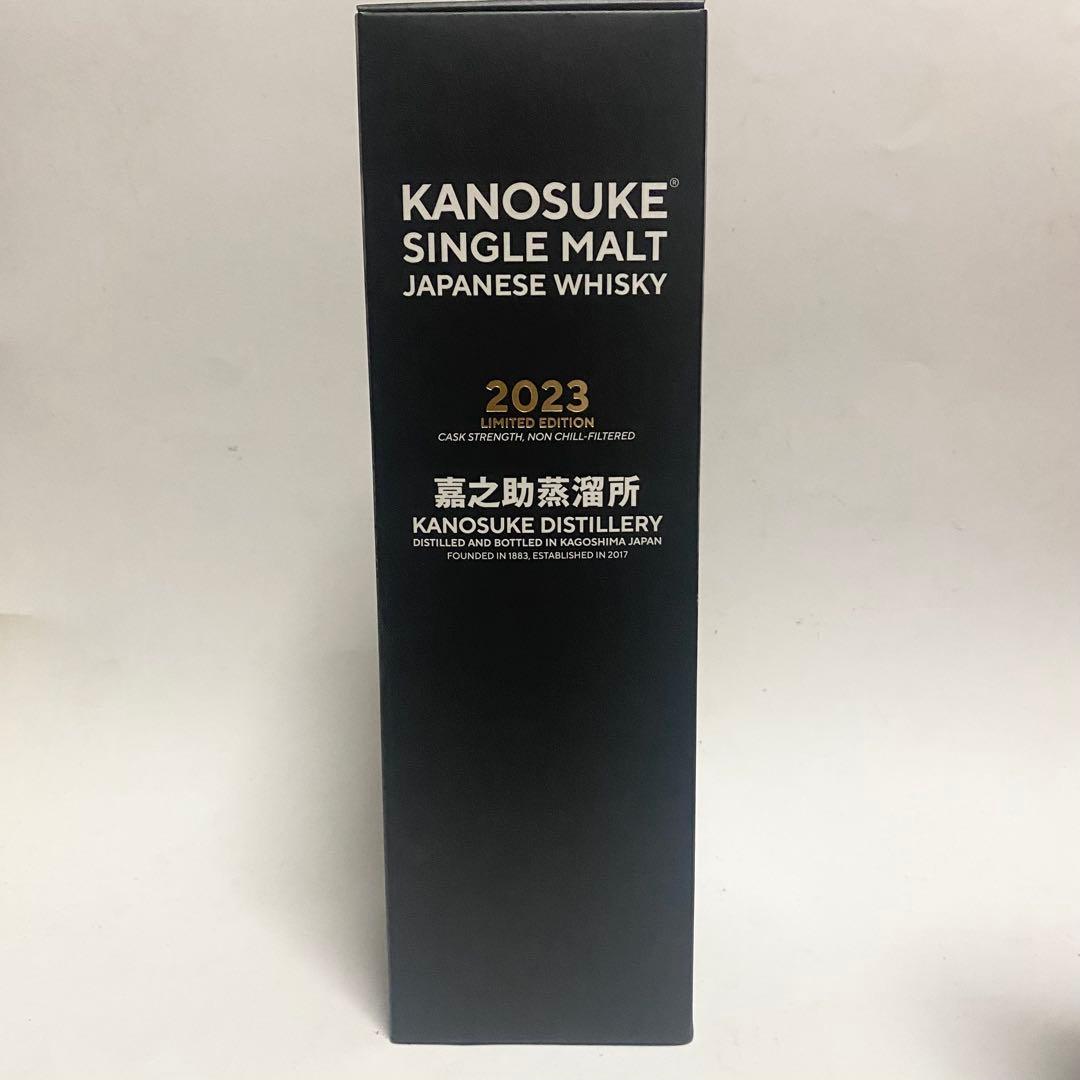 KANOSUKE®
SINGLE MALT
JAPANESE WHISKY
2023
LIMITED EDITION
CASK STRENGTH, NON CHILL-FILTERED
嘉之助蒸溜所
KANOSUKE DISTILLERY
DISTILLED AND BOTTLED IN KAGOSHIMA JAPAN
FOUNDED IN 1883, ESTABLISHED IN 2017